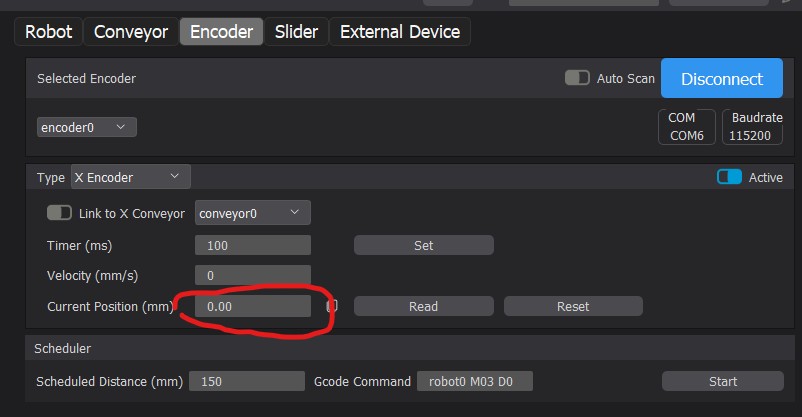 Robot Conveyor Encoder Slider External Device
Selected Encoder Auto Scan Disconnect
encoder0
COM
COM6
Baudrate
115200
Type X Encoder Active
Link to X Conveyor conveyor0
Timer (ms) 100 Set
Velocity (mm/s) 0
Current Position (mm) 0.00 Read Reset
Scheduler
Scheduled Distance (mm) 150 Gcode Command robot0 M03 D0 Start